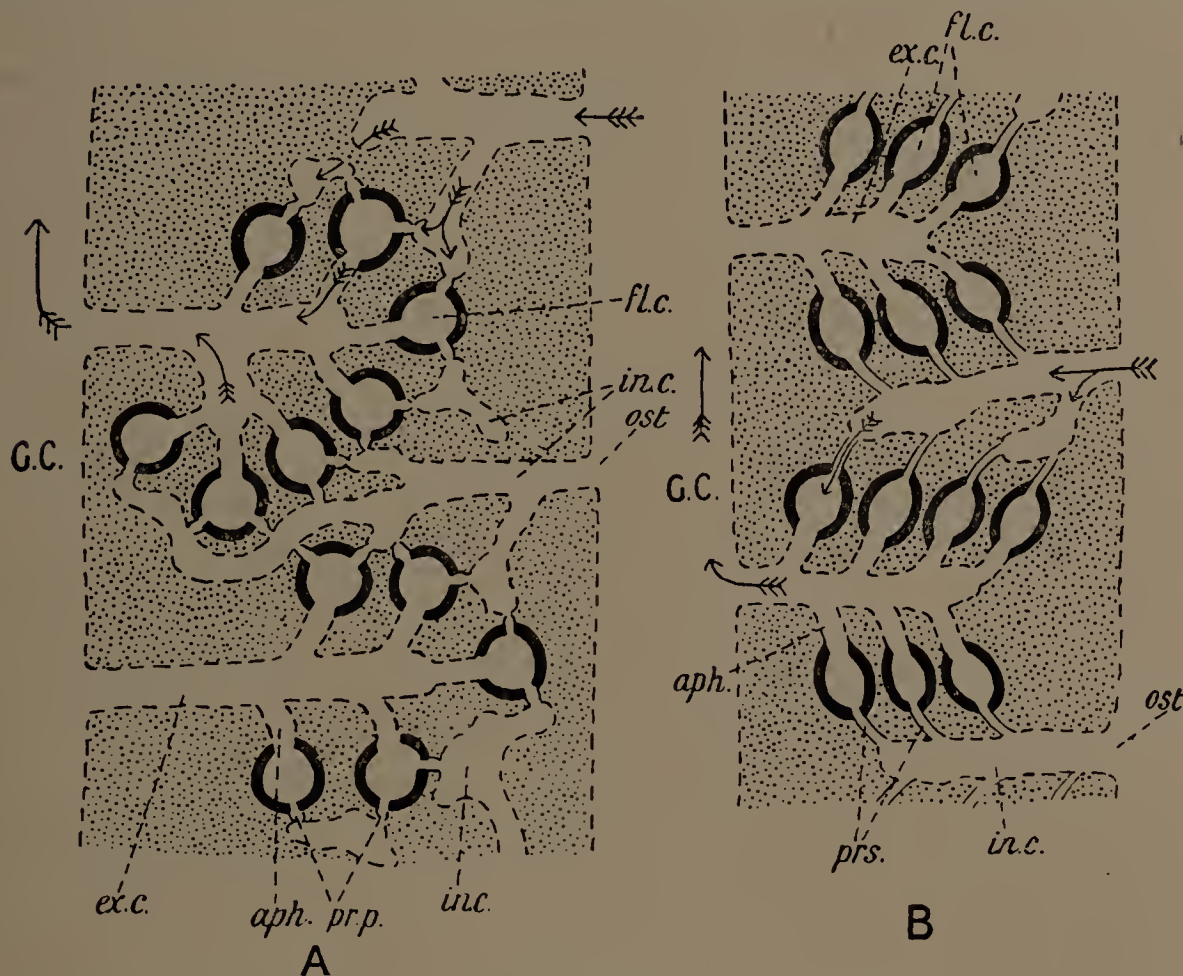 fl.c.
ex.c.
fl.c.
in.c.
ost
G.C.
G.C.
aph.
ost
prs.
in.c.
ex.c.
aph. pr.p.
in.c.
A
B